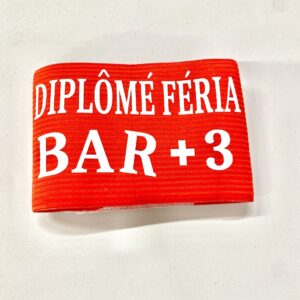 DIPLÔMÉ FÉRIA
BAR + 3